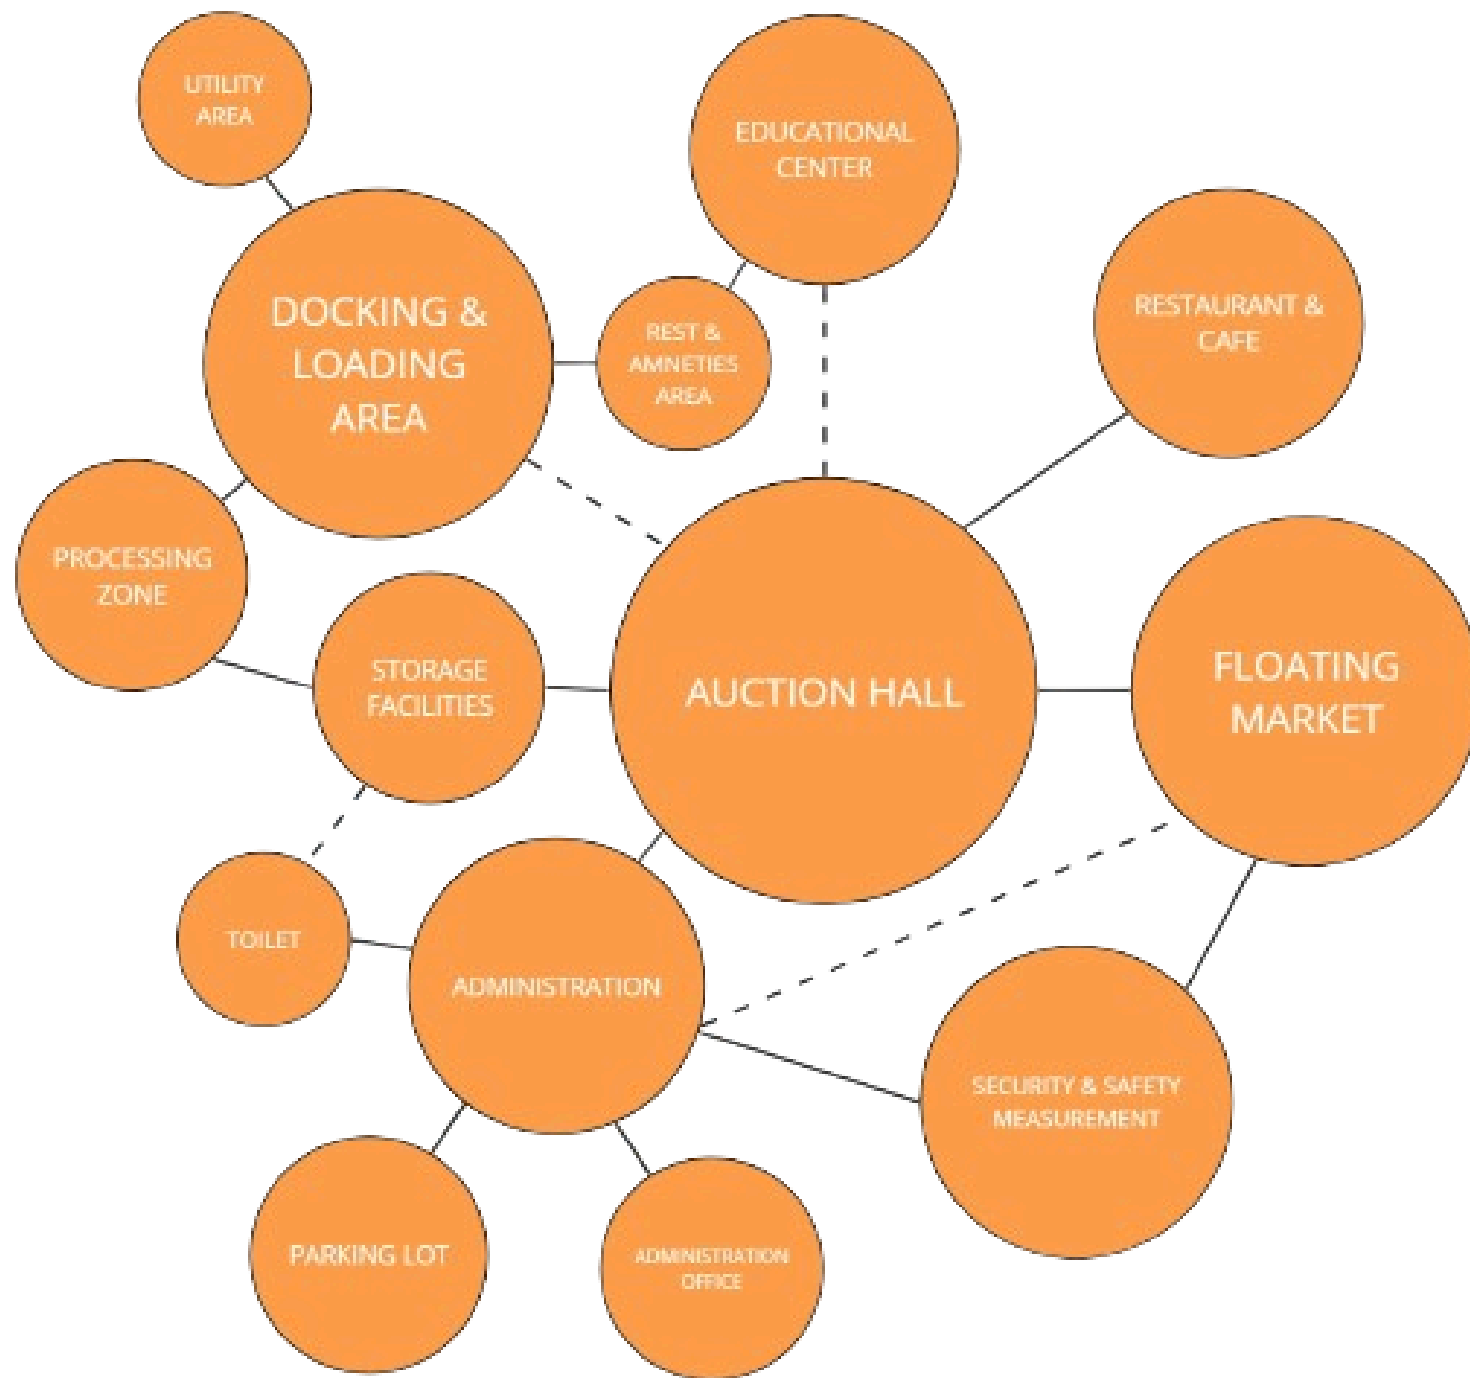 UTILITY
AREA
EDUCATIONAL
CENTER
DOCKING &
LOADING
AREA
REST &
AMNETIES
AREA
RESTAURANT &
CAFE
PROCESSING
ZONE
STORAGE
FACILITIES
AUCTION HALL
FLOATING
MARKET
TOILET
ADMINISTRATION
SECURITY & SAFETY
MEASUREMENT
PARKING LOT
ADMINISTRATION
OFFICE